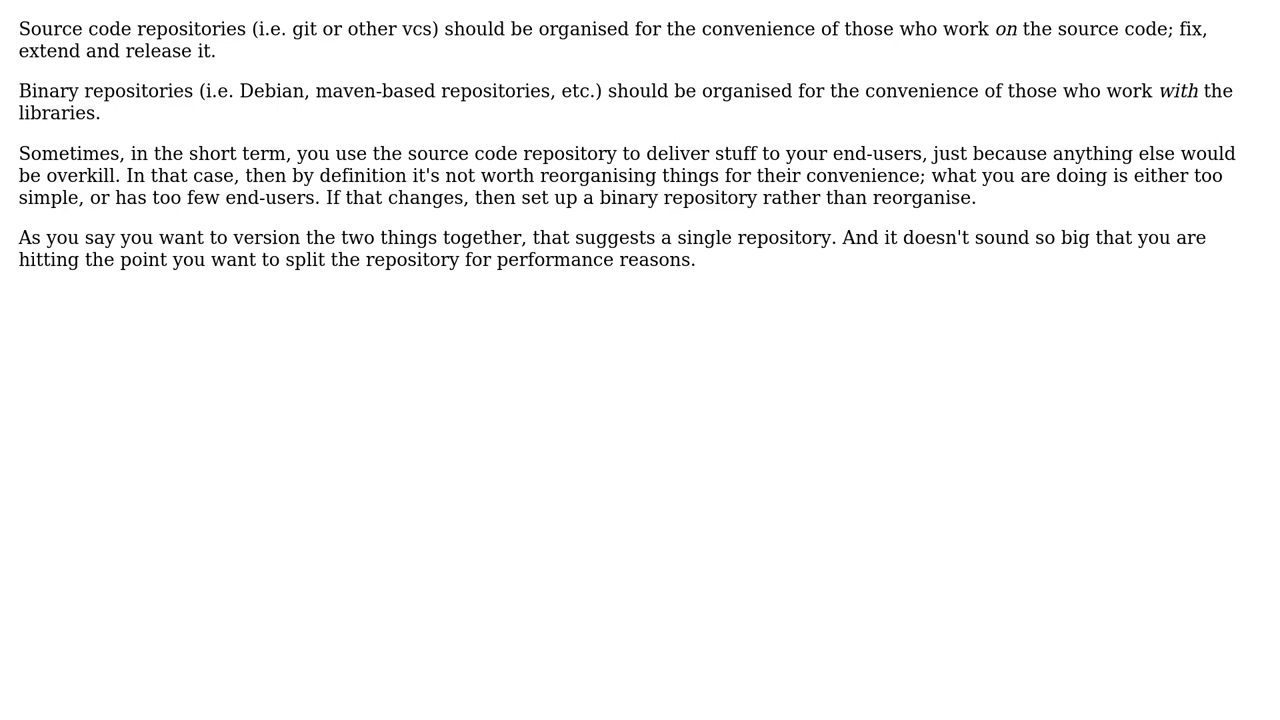 Source code repositories (i.e. git or other vcs) should be organised for the convenience of those who work on the source code; fix,
extend and release it.
Binary repositories (i.e. Debian, maven-based repositories, etc.) should be organised for the convenience of those who work with the
libraries.
Sometimes, in the short term, you use the source code repository to deliver stuff to your end-users, just because anything else would
be overkill. In that case, then by definition it's not worth reorganising things for their convenience; what you are doing is either too
simple, or has too few end-users. If that changes, then set up a binary repository rather than reorganise.
As you say you want to version the two things together, that suggests a single repository. And it doesn't sound so big that you are
hitting the point you want to split the repository for performance reasons.